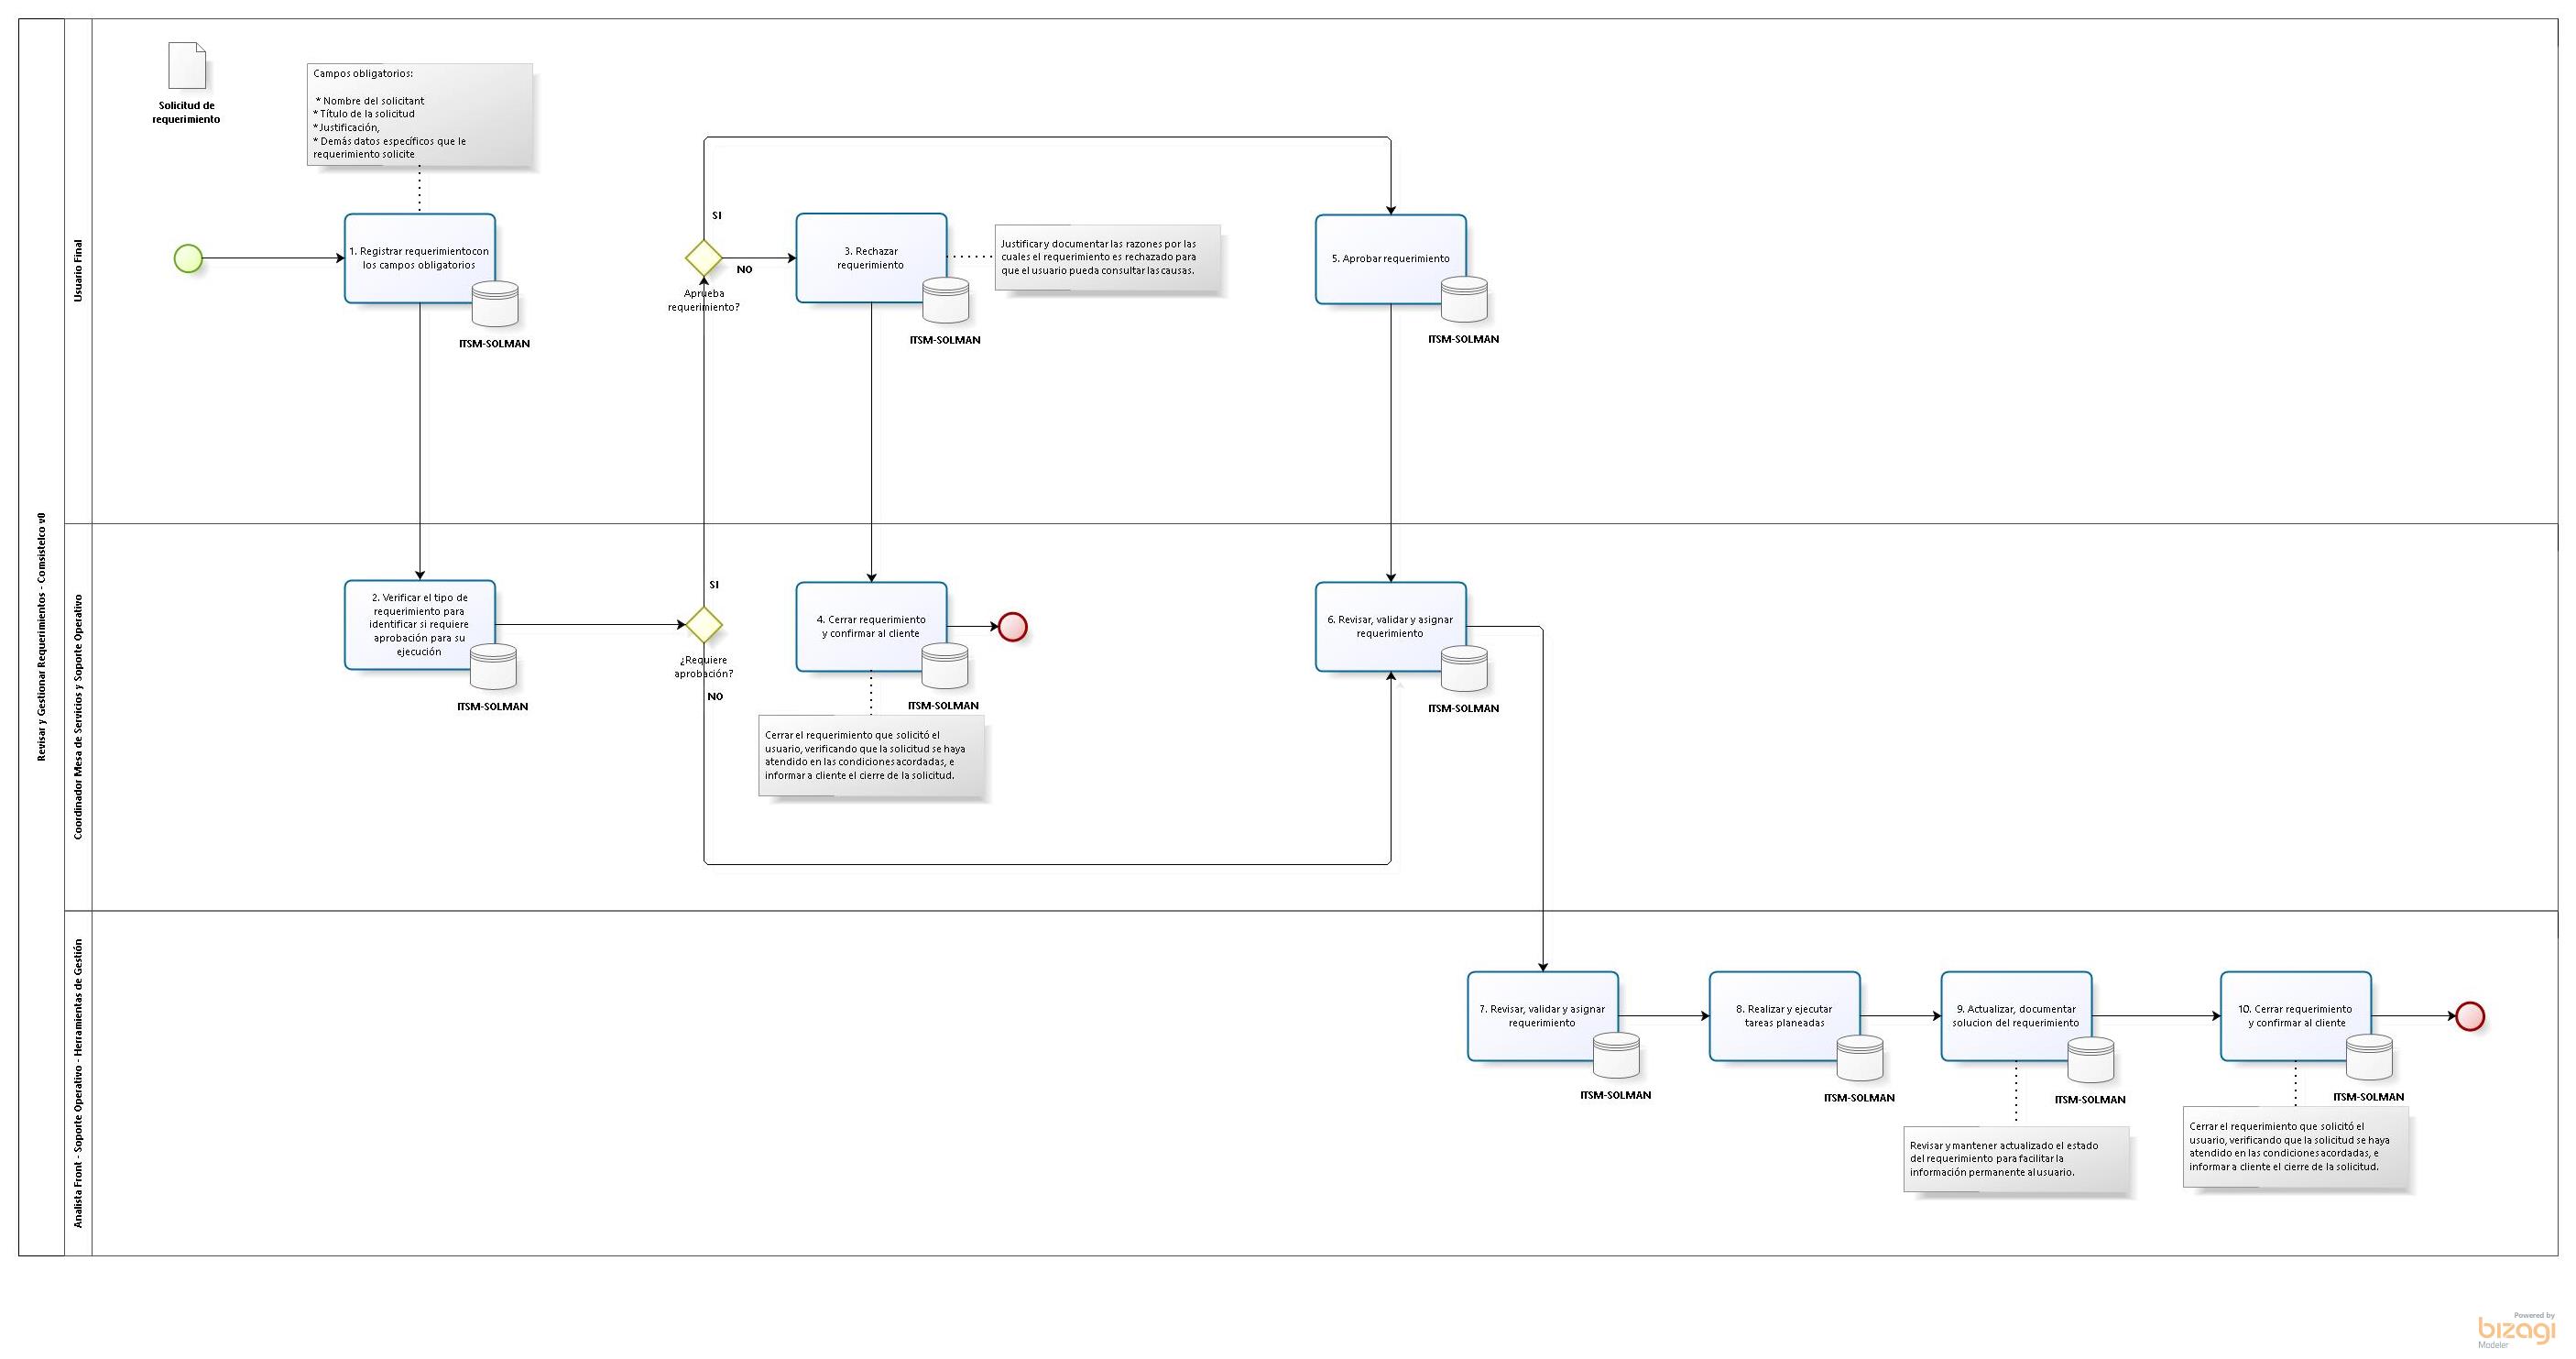 Revisar y Gestionar Requerimientos - Comsistelco v0
Usuario Final
Solicitud de
requerimiento
Campos obligatorios:
* Nombre del solicitant
* Título de la solicitud
* Justificación,
* Demás datos específicos que le
requerimiento solicite
1. Registrar requerimientocon
los campos obligatorios
ITSM-SOLMAN
SI
NO
Aprueba
requerimiento?
3. Rechazar
requerimiento
ITSM-SOLMAN
Justificar y documentar las razones por las
cuales el requerimiento es rechazado para
que el usuario pueda consultar las causas.
5. Aprobar requerimiento
ITSM-SOLMAN
Coordinador Mesa de Servicios y Soporte Operativo
2. Verificar el tipo de
requerimiento para
identificar si requiere
aprobación para su
ejecución
ITSM-SOLMAN
SI
¿Requiere
aprobación?
NO
4. Cerrar requerimiento
y confirmar al cliente
ITSM-SOLMAN
Cerrar el requerimiento que solicitó el
usuario, verificando que la solicitud se haya
atendido en las condiciones acordadas, e
informar a cliente el cierre de la solicitud.
6. Revisar, validar y asignar
requerimiento
ITSM-SOLMAN
Analista Front - Soporte Operativo - Herramientas de Gestión
7. Revisar, validar y asignar
requerimiento
ITSM-SOLMAN
8. Realizar y ejecutar
tareas planeadas
ITSM-SOLMAN
9. Actualizar, documentar
solucion del requerimiento
ITSM-SOLMAN
Revisar y mantener actualizado el estado
del requerimiento para facilitar la
información permanente al usuario.
10. Cerrar requerimiento
y confirmar al cliente
ITSM-SOLMAN
Cerrar el requerimiento que solicitó el
usuario, verificando que la solicitud se haya
atendido en las condiciones acordadas, e
informar a cliente el cierre de la solicitud.
Powered by
bizagi
Modeler